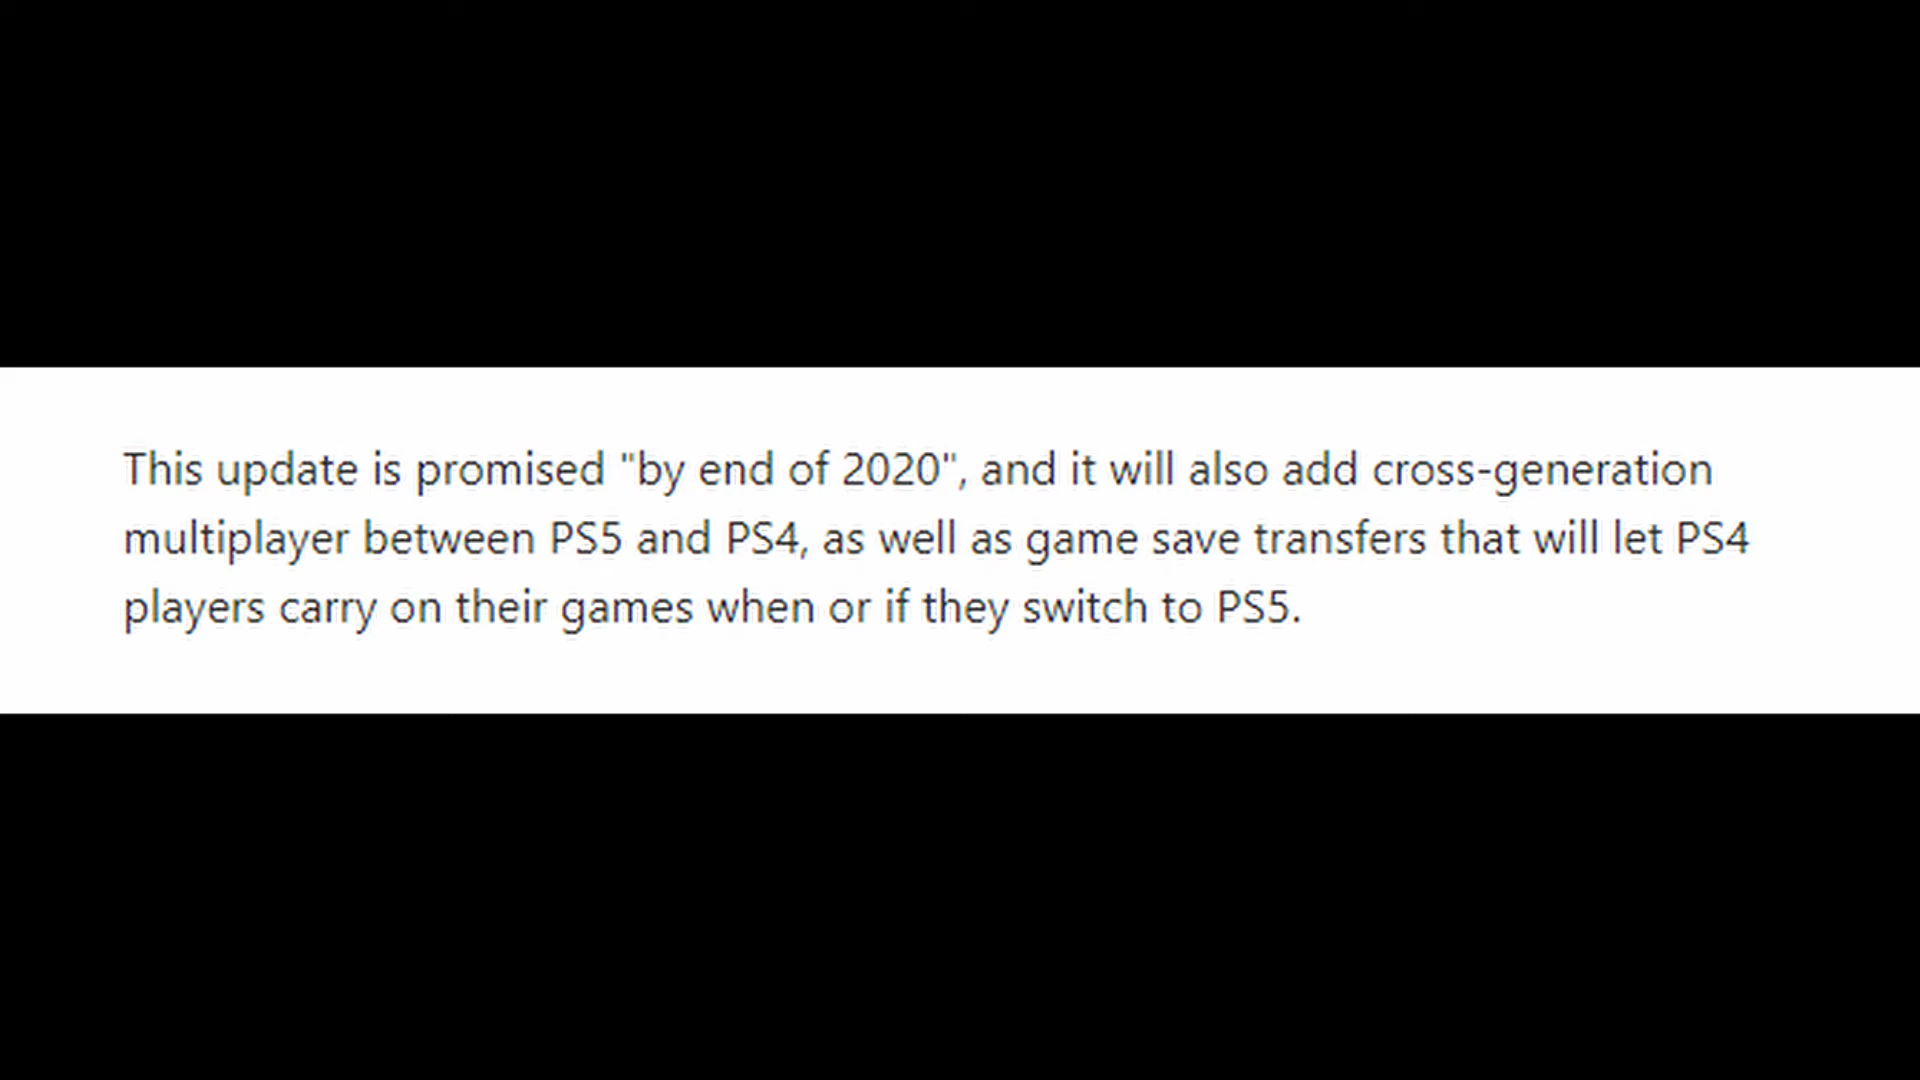 This update is promised "by end of 2020", and it will also add cross-generation
multiplayer between PS5 and PS4, as well as game save transfers that will let PS4
players carry on their games when or if they switch to PS5.